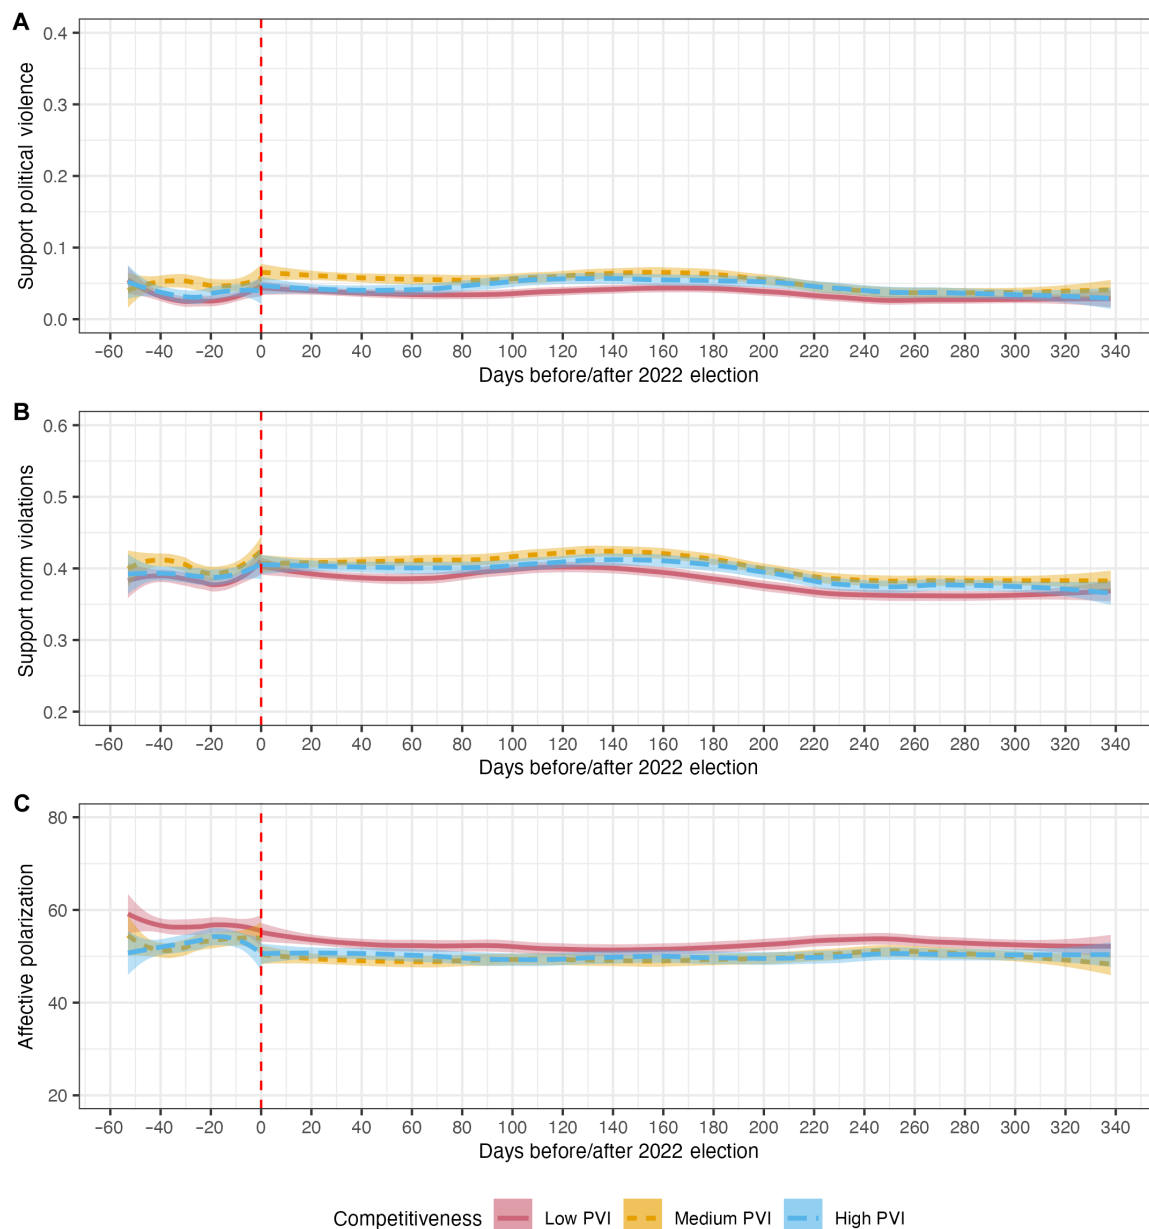 A
Support political violence
0.4
0.3
0.2
0.1
0.0
−60 −40 −20 0 20 40 60 80 100 120 140 160 180 200 220 240 260 280 300 320 340
Days before/after 2022 election
B
Support norm violations
0.6
0.5
0.4
0.3
0.2
−60 −40 −20 0 20 40 60 80 100 120 140 160 180 200 220 240 260 280 300 320 340
Days before/after 2022 election
C
Affective polarization
80
60
40
20
−60 −40 −20 0 20 40 60 80 100 120 140 160 180 200 220 240 260 280 300 320 340
Days before/after 2022 election
Competitiveness Low PVI Medium PVI High PVI